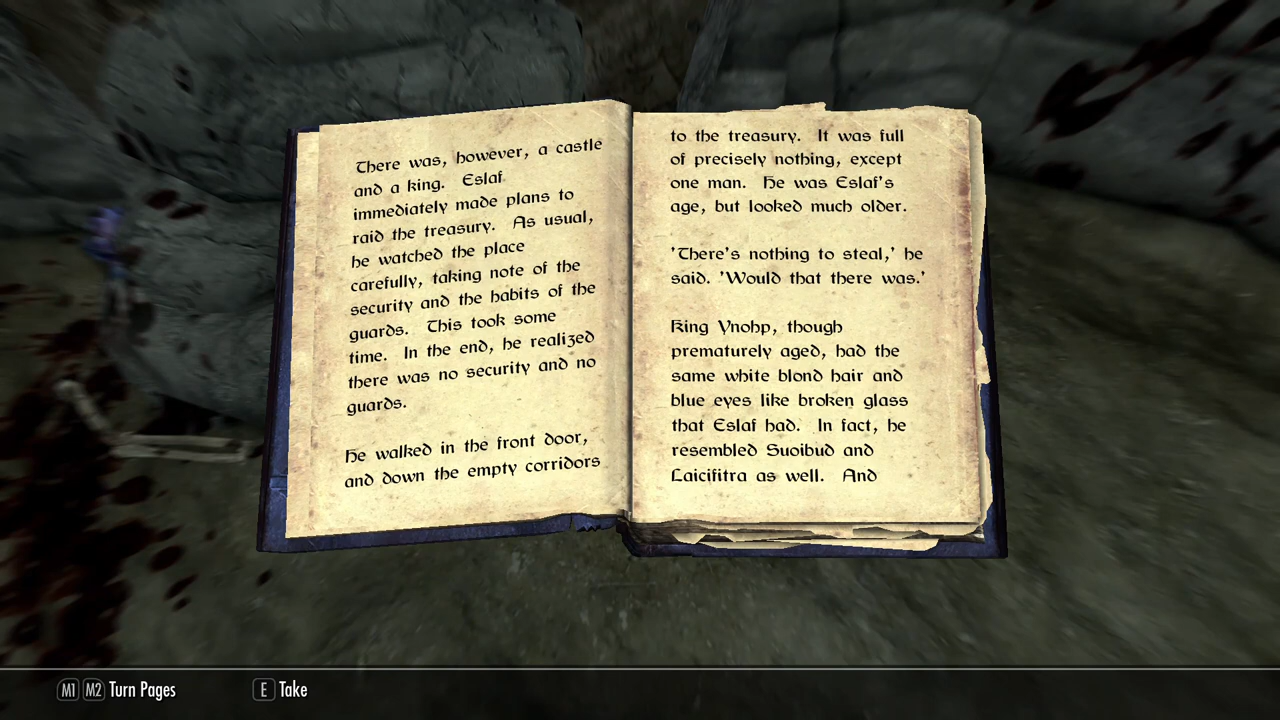 There was, however, a castle
and a king. Eslaf
immediately made plans to
raid the treasury. As usual,
he watched the place
carefully, taking note of the
security and the habits of the
guards. This took some
time. In the end, he realized
there was no security and no
guards.
He walked in the front door,
and down the empty corridors
to the treasury. It was full
of precisely nothing, except
one man. He was Eslaf's
age, but looked much older.
'There's nothing to steal,' he
said. 'Would that there was.'
King Ynohp, though
prematurely aged, had the
same white blond hair and
blue eyes like broken glass
that Eslaf had. In fact, he
resembled Suoibud and
Laicifitra as well. And
M1 M2 Turn Pages
E Take